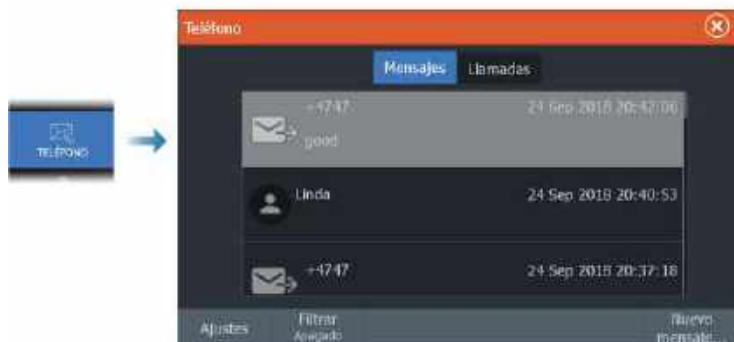 Teléfono
Mensajes Llamadas
+4747 24 Sep 2018 20:42:06
good
TELÉFONO
Linda 24 Sep 2018 20:40:53
+4747 24 Sep 2018 20:37:18
Ajustes Filtrar Nuevo
Apagado mensaje...